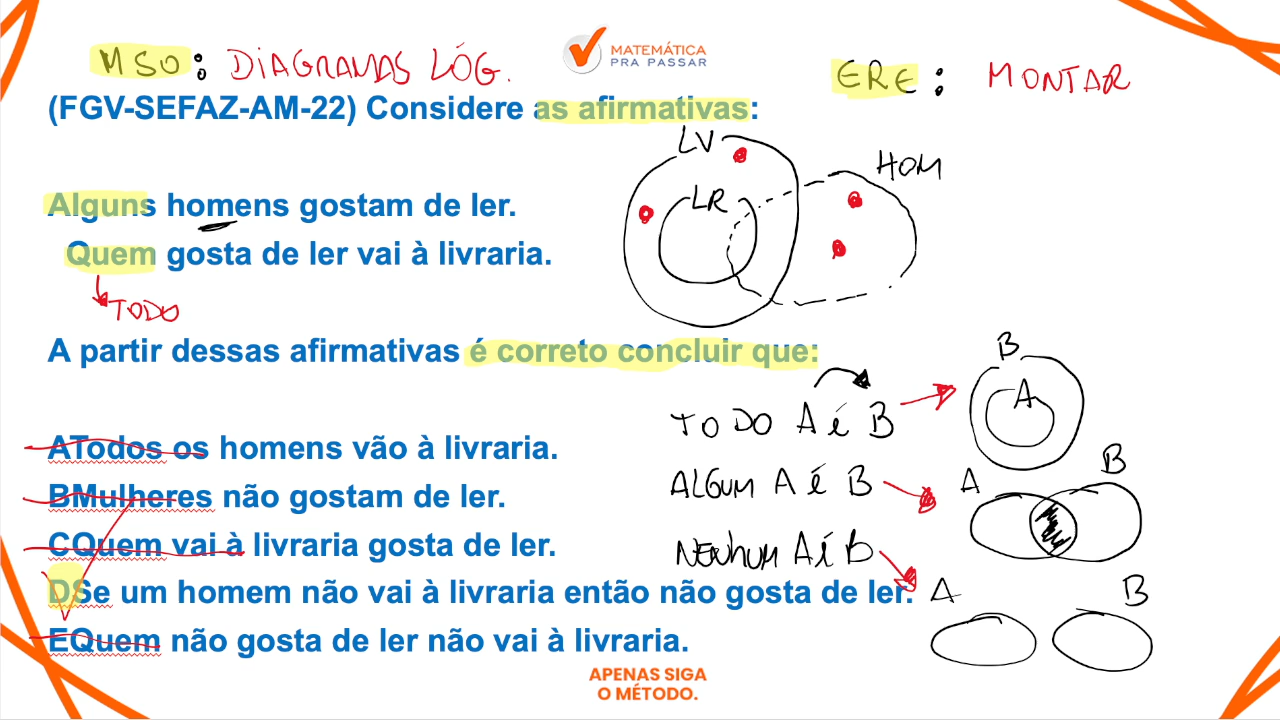 MSO: DIAGRAMAS LÓG.
MATEMÁTICA
PRA PASSAR
ERE: MONTAR
(FGV-SEFAZ-AM-22) Considere as afirmativas:
LV
HOM
LR
Alguns homens gostam de ler.
Quem gosta de ler vai à livraria.
TODO
A partir dessas afirmativas é correto concluir que:
B
A
TODO A é B
ATodos os homens vão à livraria.
ALGUM A é B
A
B
BMulheres não gostam de ler.
CQuem vai à livraria gosta de ler.
NENHUM A é B
DSe um homem não vai à livraria então não gosta de ler.
A
B
EQuem não gosta de ler não vai à livraria.
APENAS SIGA
O MÉTODO.